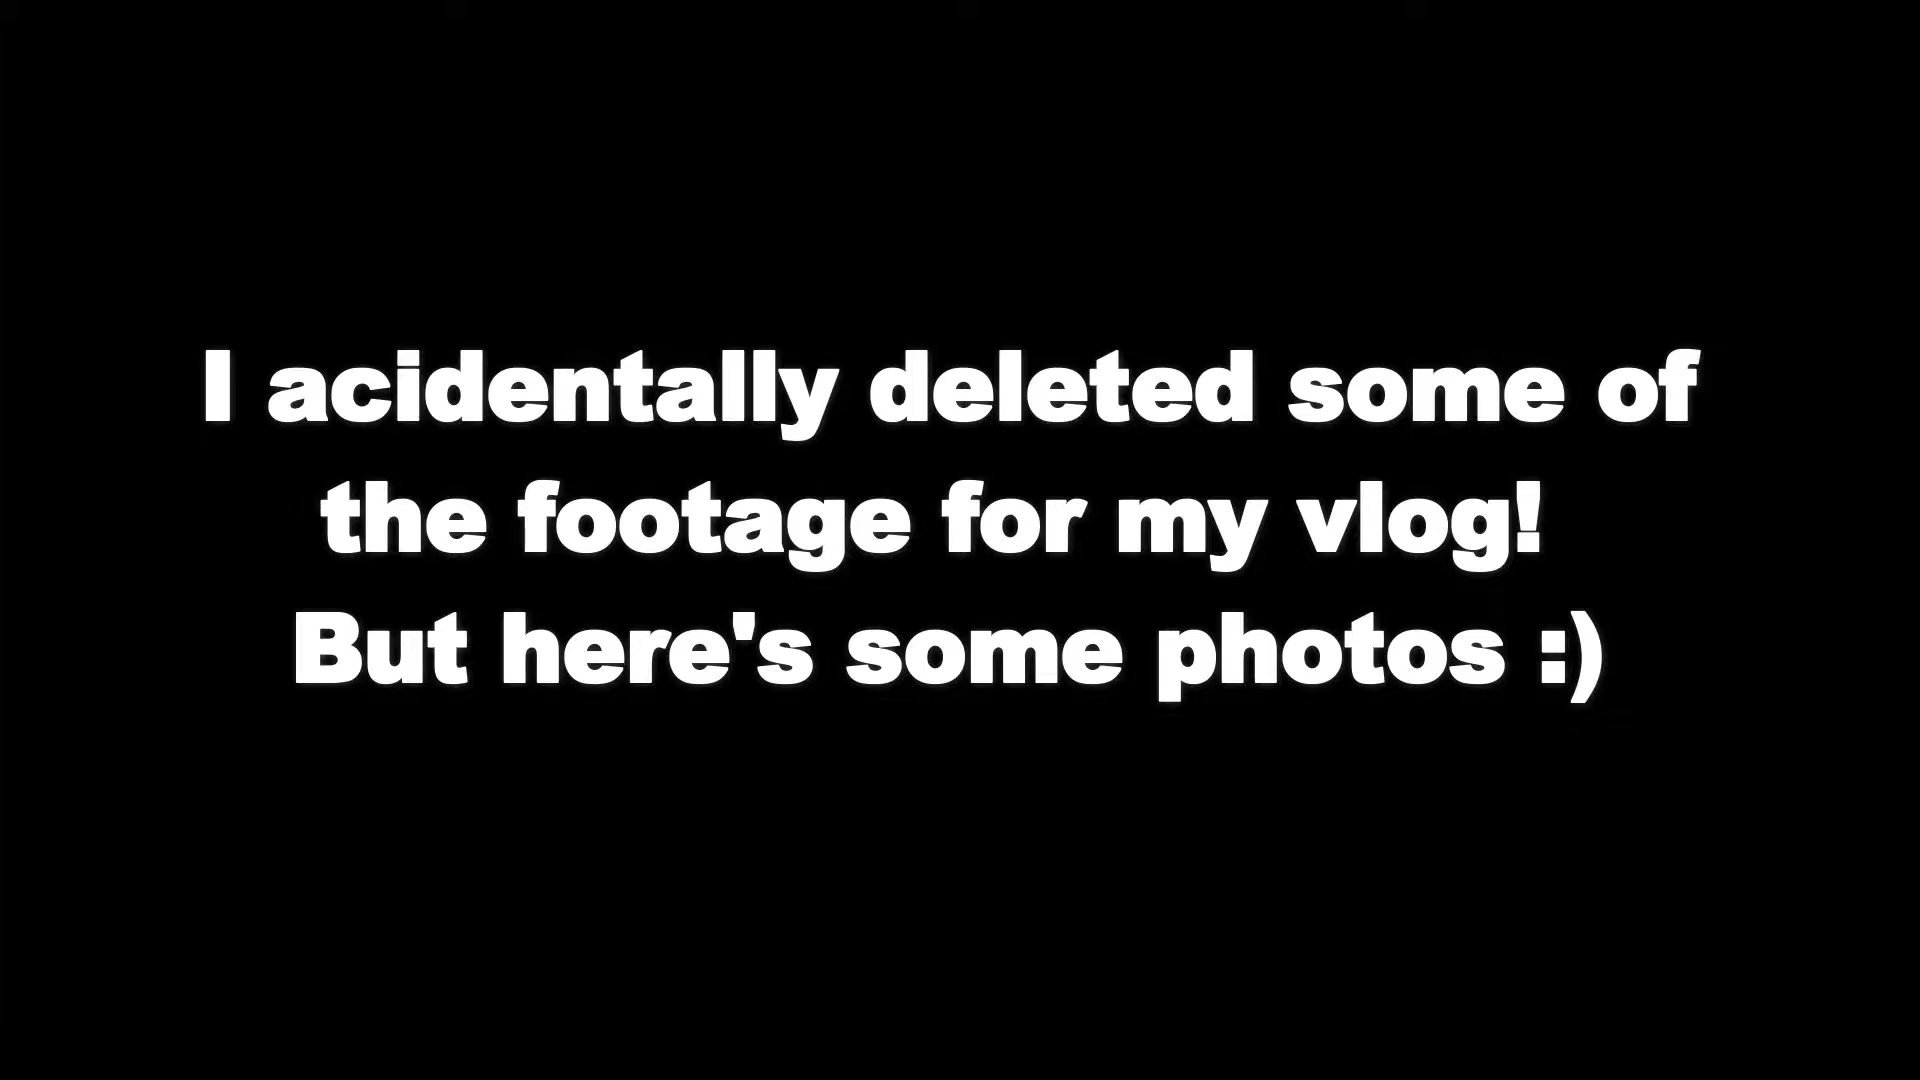 I acidentally deleted some of
the footage for my vlog!
But here's some photos :)